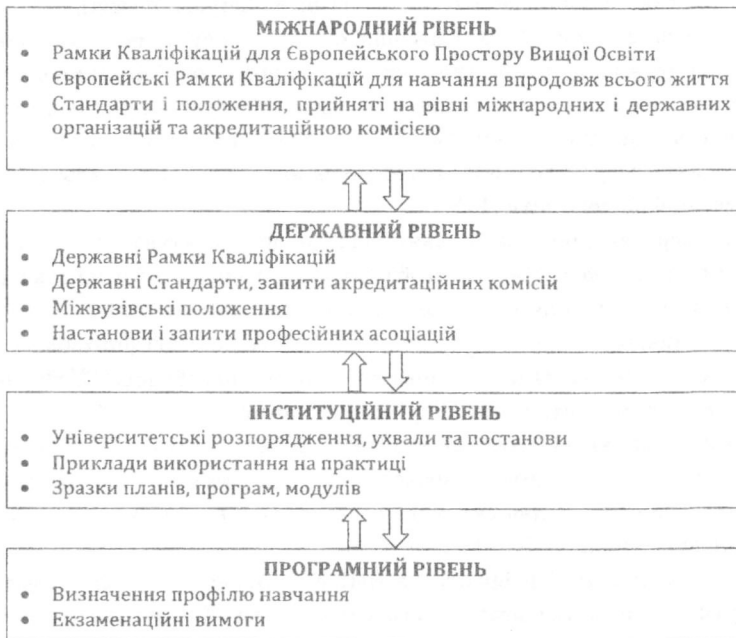 МІЖНАРОДНИЙ РІВЕНЬ
• Рамки Кваліфікацій для Європейського Простору Вищої Освіти
• Європейські Рамки Кваліфікацій для навчання впродовж всього життя
• Стандарти і положення, прийняті на рівні міжнародних і державних
організацій та акредитаційною комісією
ДЕРЖАВНИЙ РІВЕНЬ
• Державні Рамки Кваліфікацій
• Державні Стандарти, запити акредитаційних комісій
• Міжвузівські положення
• Настанови і запити професійних асоціацій
ІНСТИТУЦІЙНИЙ РІВЕНЬ
• Університетські розпорядження, ухвали та постанови
• Приклади використання на практиці
• Зразки планів, програм, модулів
ПРОГРАМНИЙ РІВЕНЬ
• Визначення профілю навчання
• Екзаменаційні вимоги